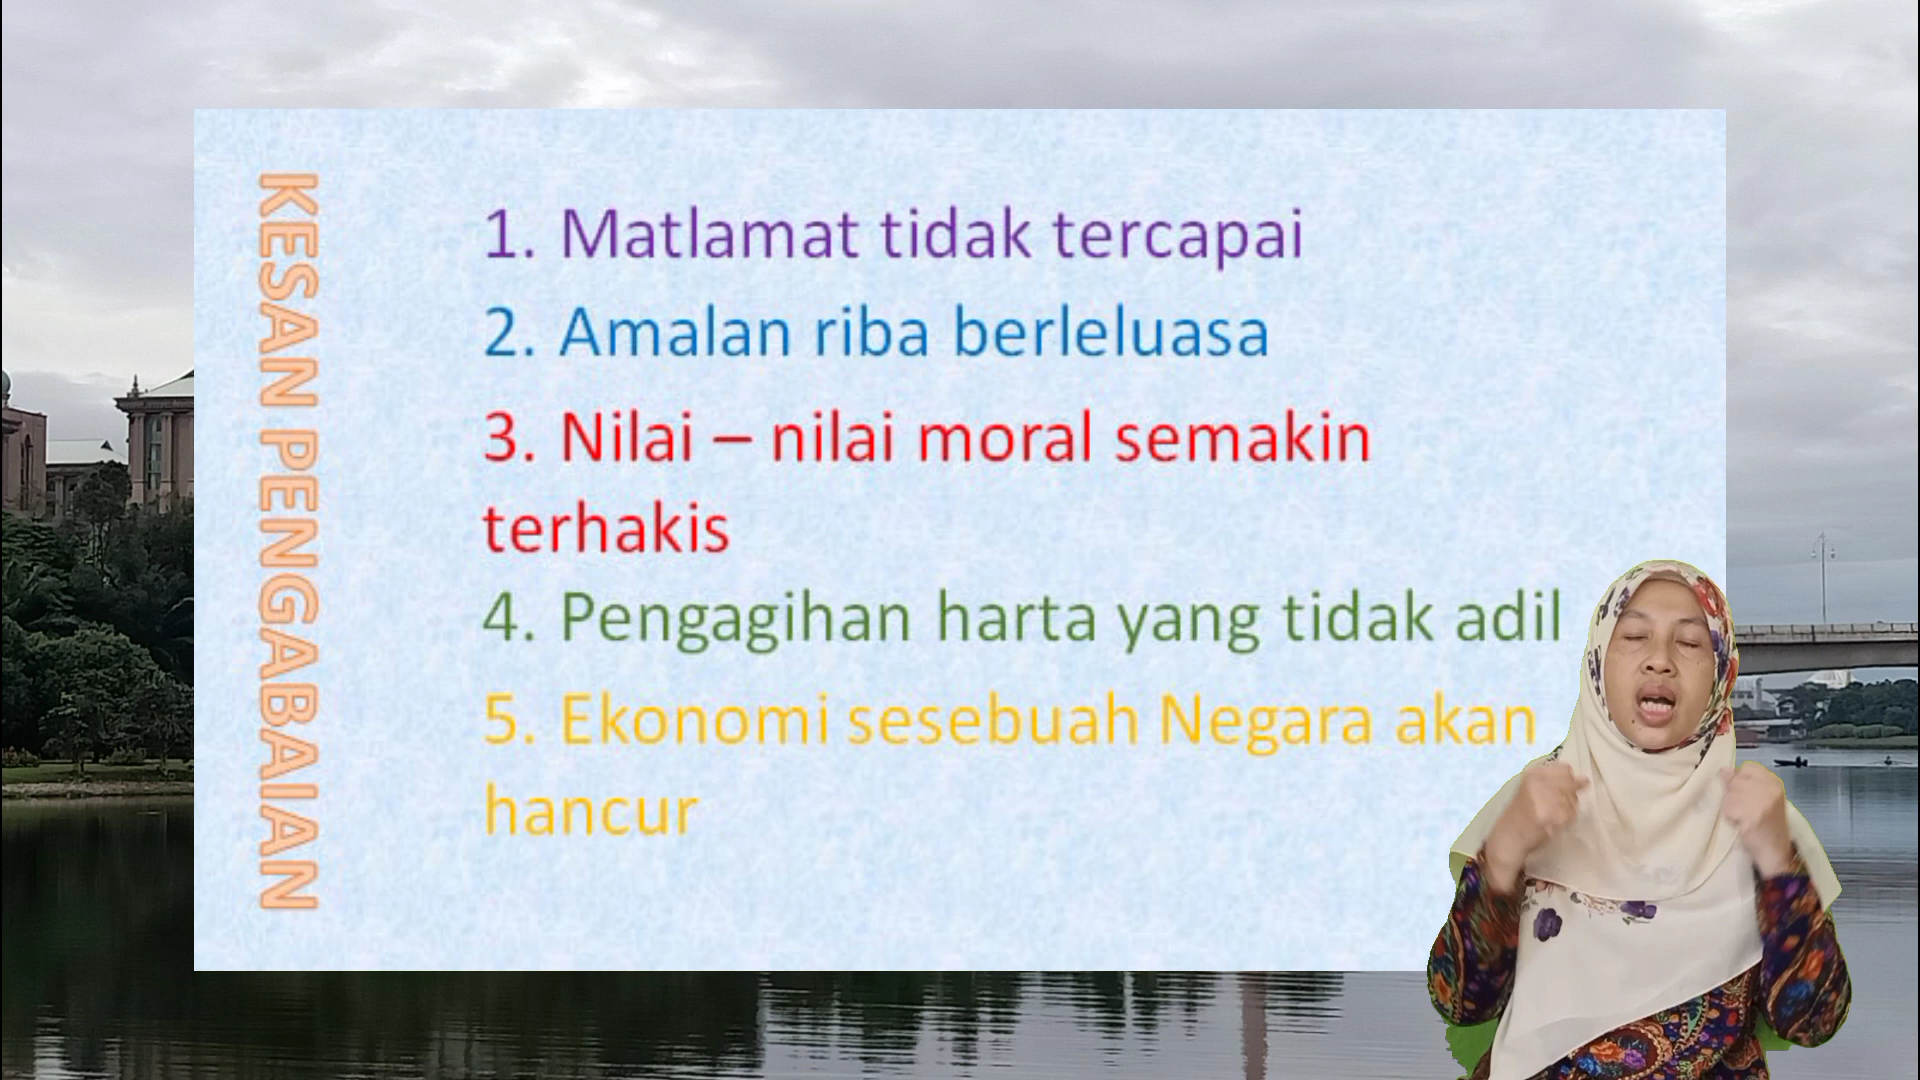 KESAN PENGABAIAN
1. Matlamat tidak tercapai
2. Amalan riba berleluasa
3. Nilai – nilai moral semakin
terhakis
4. Pengagihan harta yang tidak adil
5. Ekonomi sesebuah Negara akan
hancur